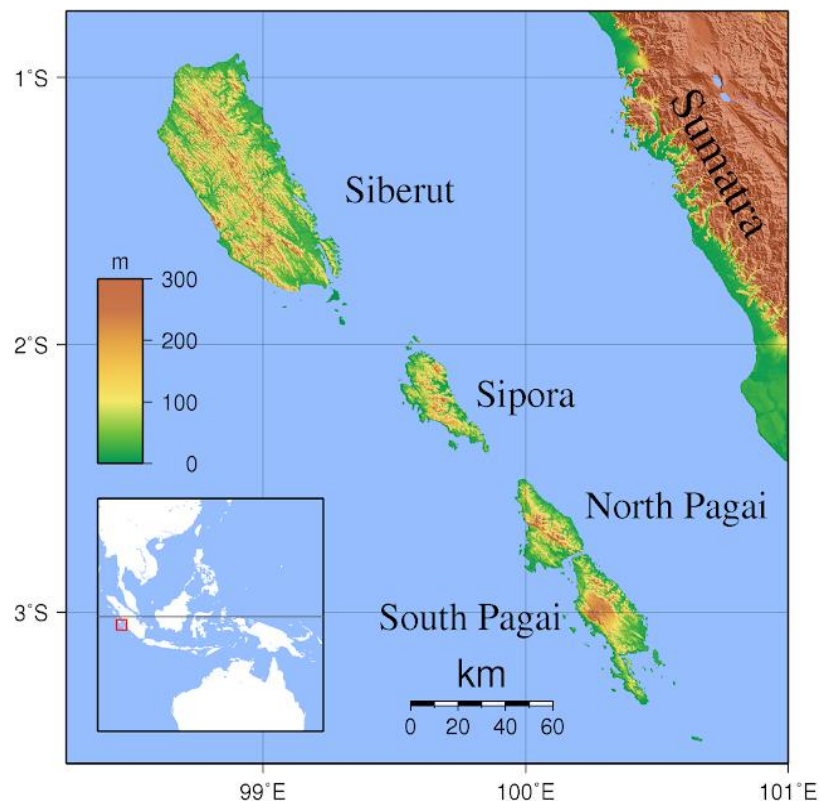 1°S
Siberut
Sumatra
m
300
200
100
0
2°S
Sipora
North Pagai
3°S
South Pagai
km
0 20 40 60
99°E 100°E 101°E